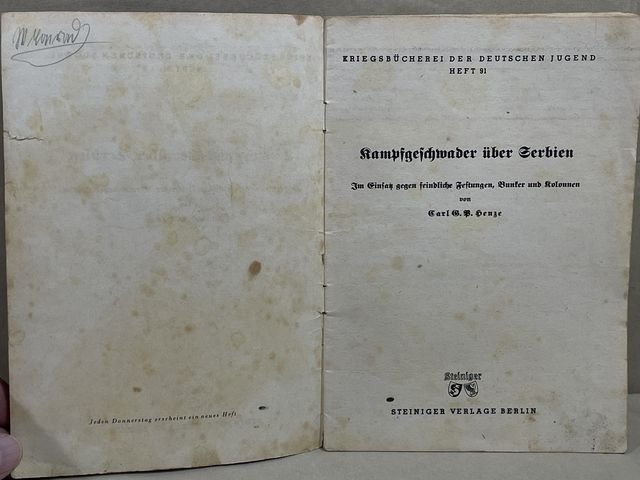 Jeden Donnerstag erscheint ein neues Heft
KRIEGSBÜCHEREI DER DEUTSCHEN JUGEND
HEFT 91
Kampfgeschwader über Serbien
Im Einsatz gegen feindliche Festungen, Bunker und Kolonnen
von
Carl G. P. Henze
Steiniger
STEINIGER VERLAGE BERLIN